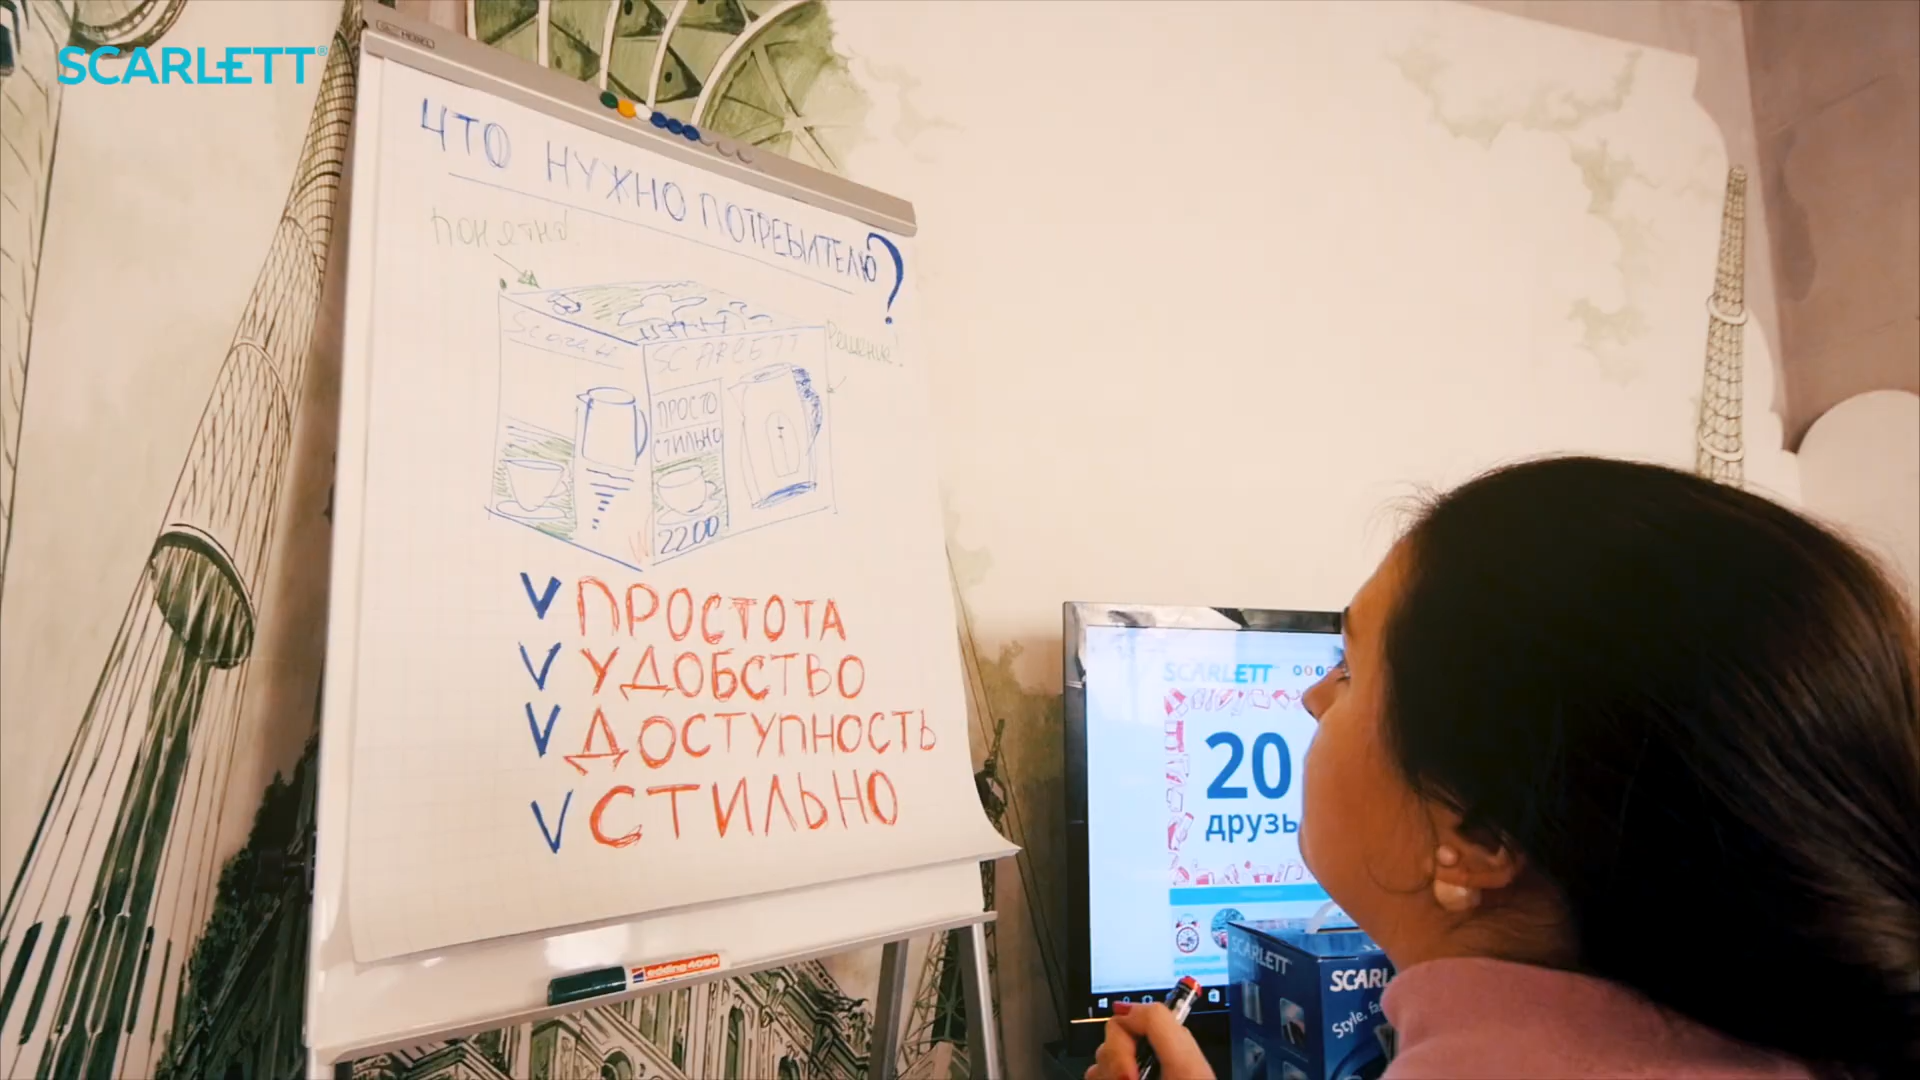 SCARLETT®
ЧТО НУЖНО ПОТРЕБИТЕЛЮ?
понятно!
Решение!
Scarlett
SCARLETT
ПРОСТО
СТИЛЬНО
2200
V ПРОСТОТА
V УДОБСТВО
V ДОСТУПНОСТЬ
V СТИЛЬНО
edding 4090
SCARLETT
20
друзь
SCARLETT
SCARL
Style.